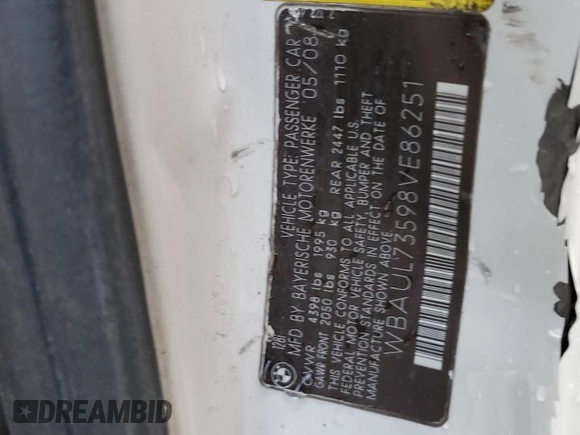 128I VEHICLE TYPE: PASSENGER CAR
MFD BY BAYERISCHE MOTORENWERKE 05/08
GVWR 4398 lbs 1995 kg
GAWR FRONT 2050 lbs 930 kg REAR 2447 lbs 1110 kg
THIS VEHICLE CONFORMS TO ALL APPLICABLE U.S.
FEDERAL MOTOR VEHICLE SAFETY, BUMPER AND THEFT
PREVENTION STANDARDS IN EFFECT ON THE DATE OF
MANUFACTURE SHOWN ABOVE.
WBAUL73598VE86251
DREAMBID